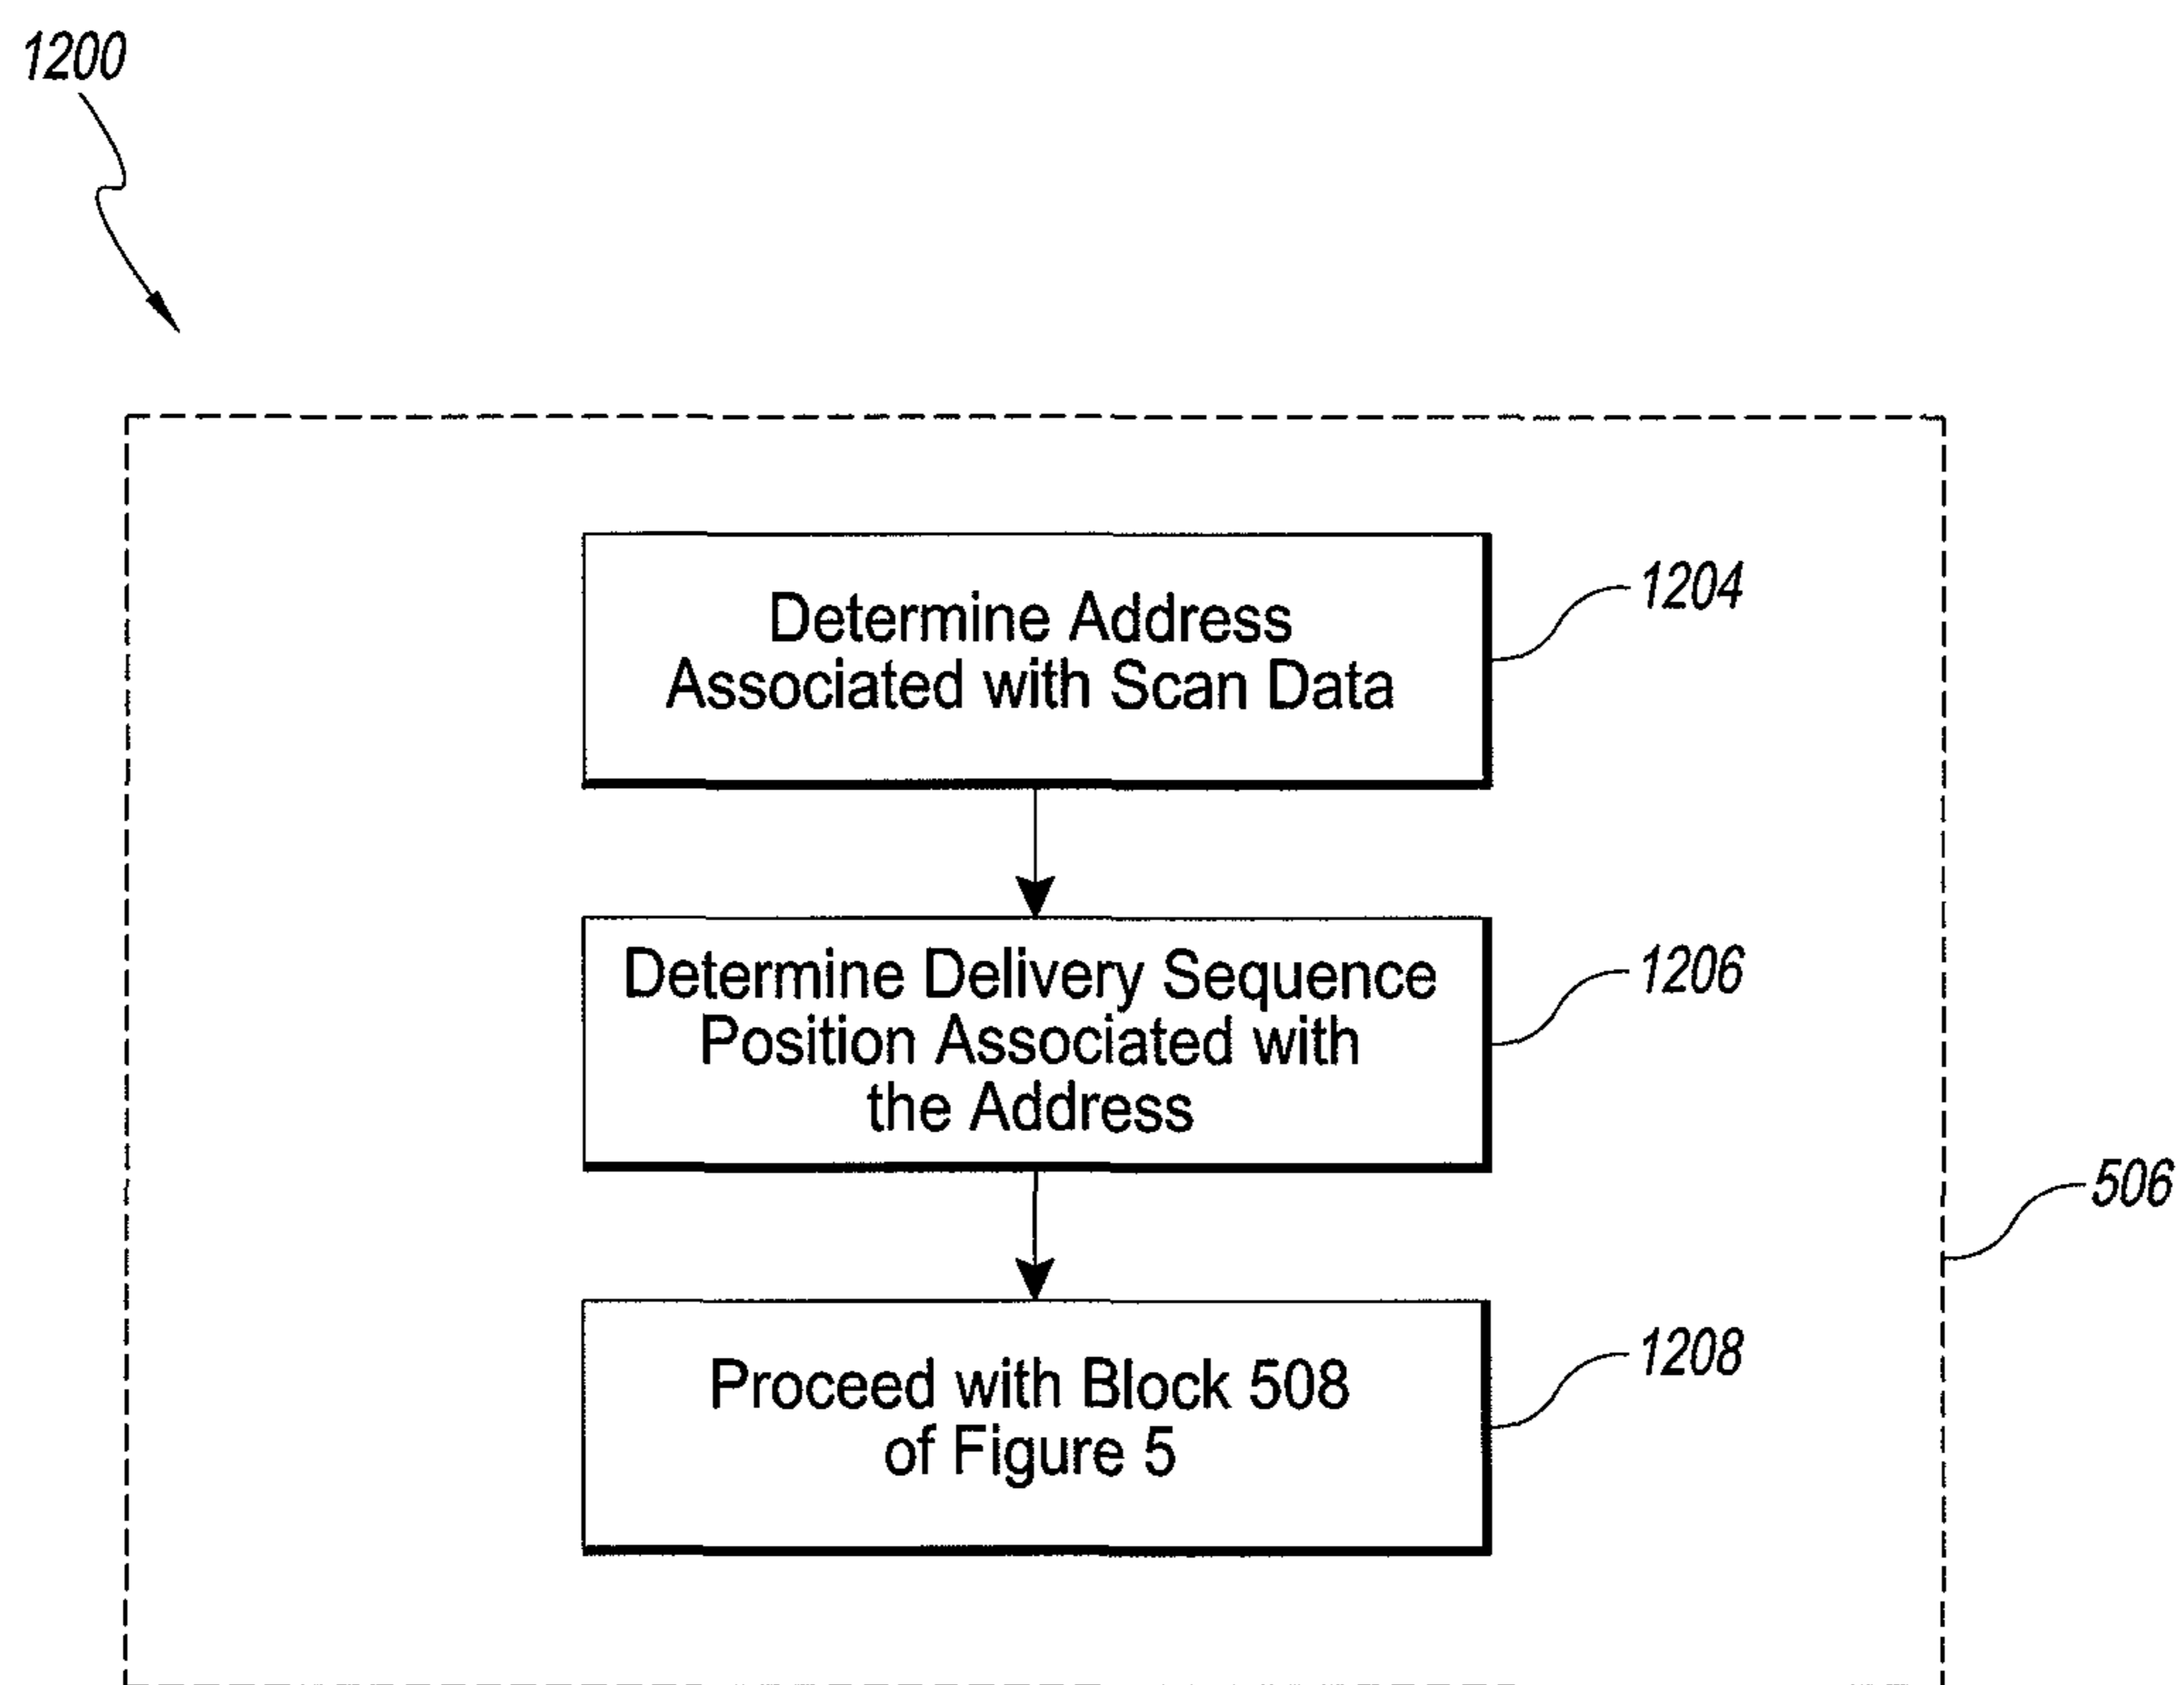 1200
Determine Address
Associated with Scan Data
1204
Determine Delivery Sequence
Position Associated with
the Address
1206
506
Proceed with Block 508
of Figure 5
1208